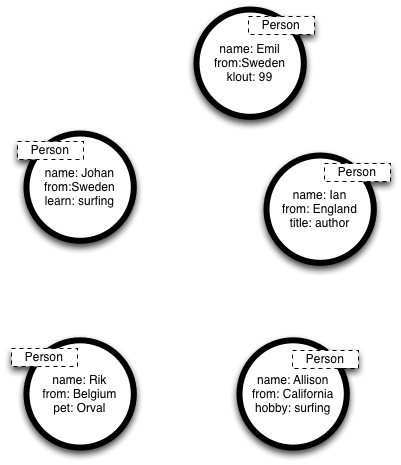 Person
name: Emil
from:Sweden
klout: 99
Person
name: Johan
from:Sweden
learn: surfing
Person
name: Ian
from: England
title: author
Person
name: Rik
from: Belgium
pet: Orval
Person
name: Allison
from: California
hobby: surfing